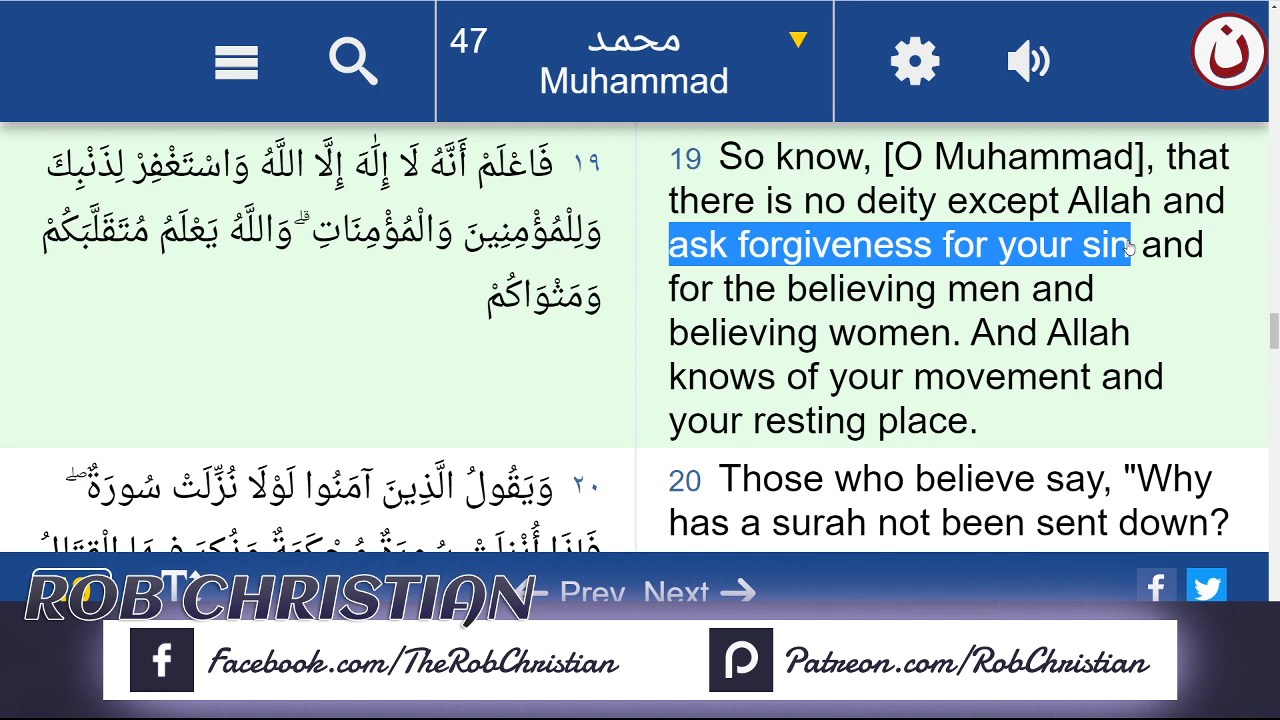 47
محمد
Muhammad
ن
١٩ فَاعْلَمْ أَنَّهُ لَا إِلَٰهَ إِلَّا اللَّهُ وَاسْتَغْفِرْ لِذَنْبِكَ
وَلِلْمُؤْمِنِينَ وَالْمُؤْمِنَاتِ ۗ وَاللَّهُ يَعْلَمُ مُتَقَلَّبَكُمْ
وَمَثْوَاكُمْ
19 So know, [O Muhammad], that
there is no deity except Allah and
ask forgiveness for your sin and
for the believing men and
believing women. And Allah
knows of your movement and
your resting place.
٢٠ وَيَقُولُ الَّذِينَ آمَنُوا لَوْلَا نُزِّلَتْ سُورَةٌ ۖ
20 Those who believe say, "Why
has a surah not been sent down?
Prev Next
ROB CHRISTIAN
Facebook.com/TheRobChristian
Patreon.com/RobChristian